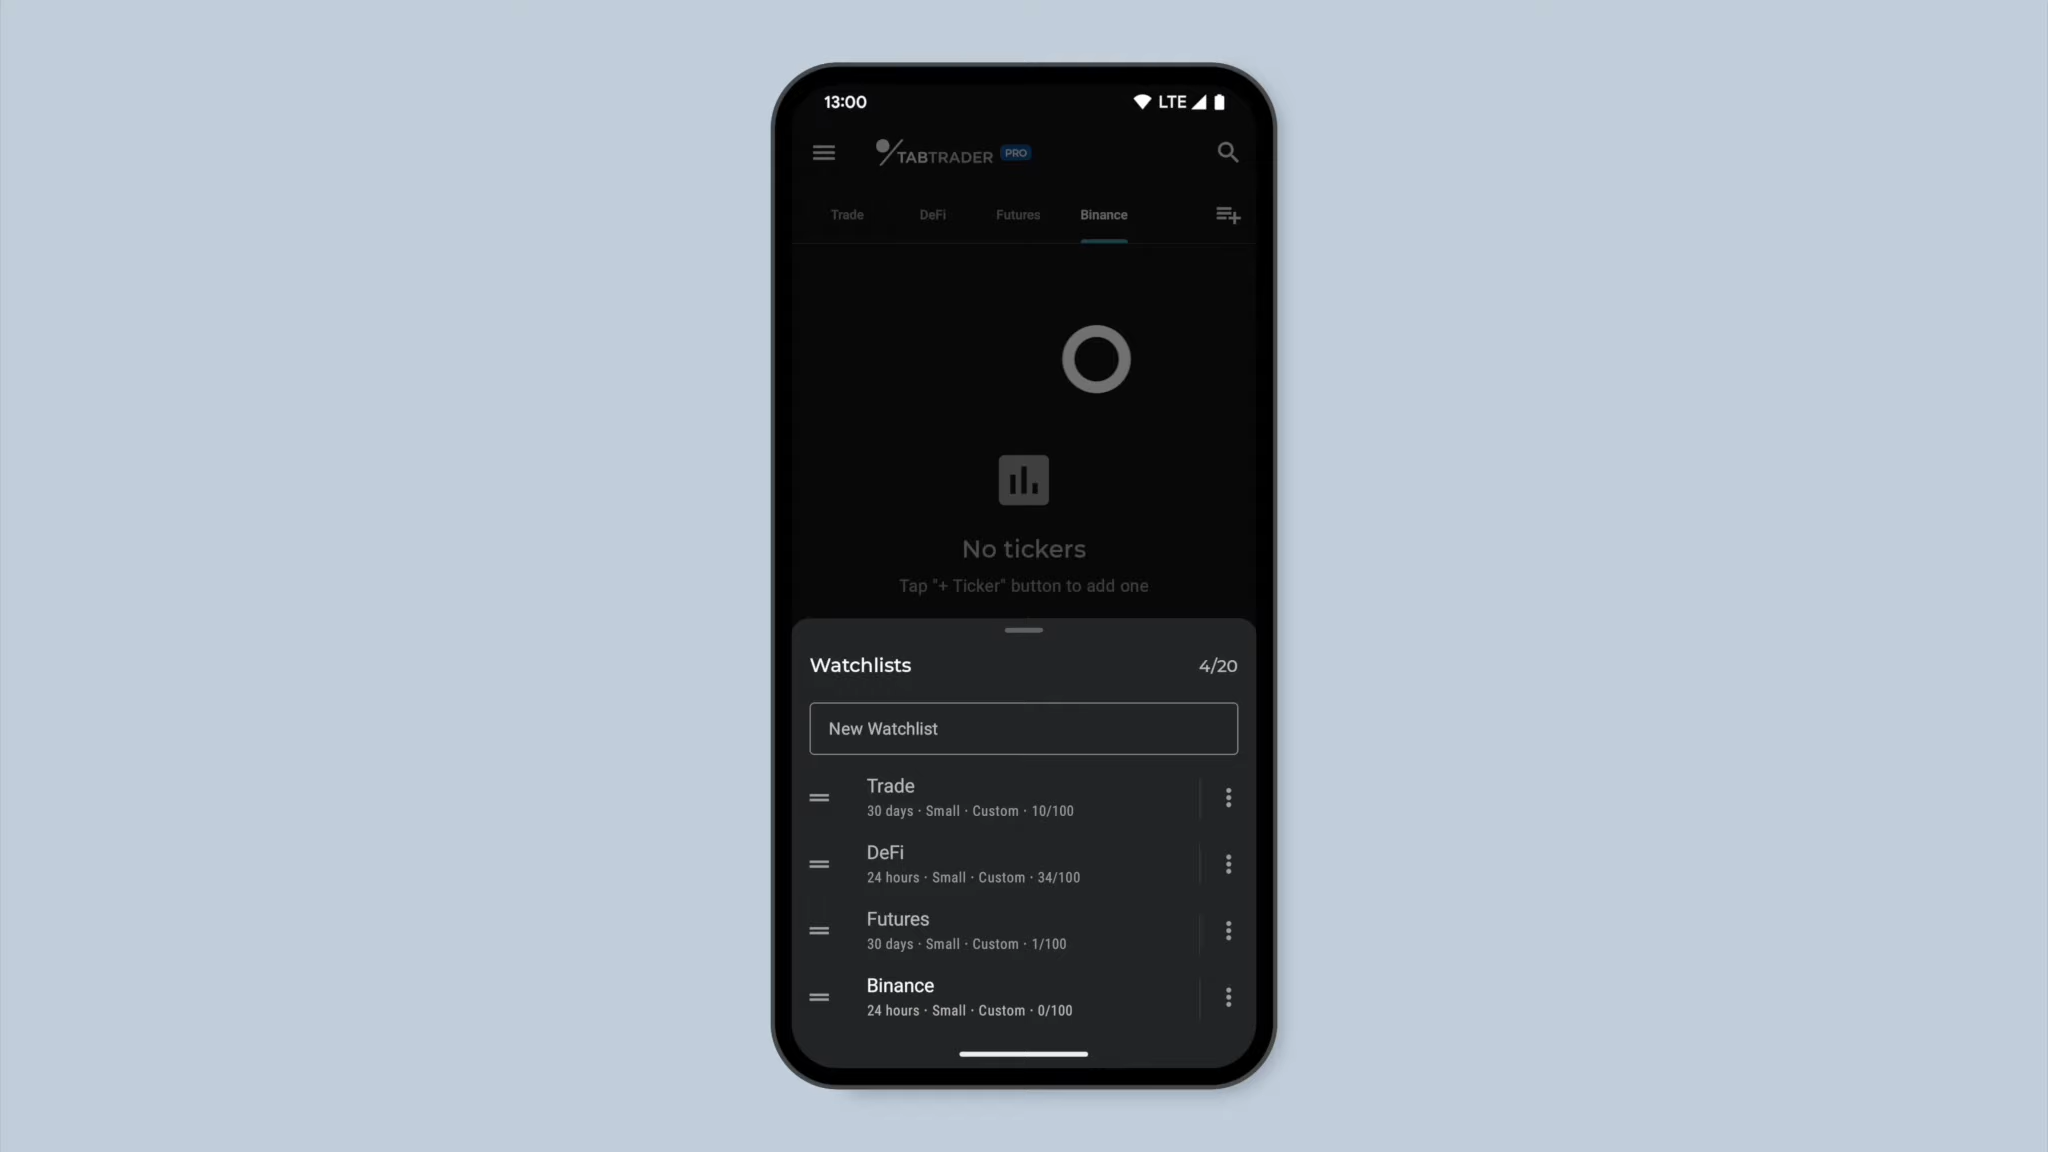 13:00 LTE
TABTRADER PRO
Trade DeFi Futures Binance
No tickers
Tap "+ Ticker" button to add one
Watchlists 4/20
New Watchlist
Trade
30 days · Small · Custom · 10/100
DeFi
24 hours · Small · Custom · 34/100
Futures
30 days · Small · Custom · 1/100
Binance
24 hours · Small · Custom · 0/100